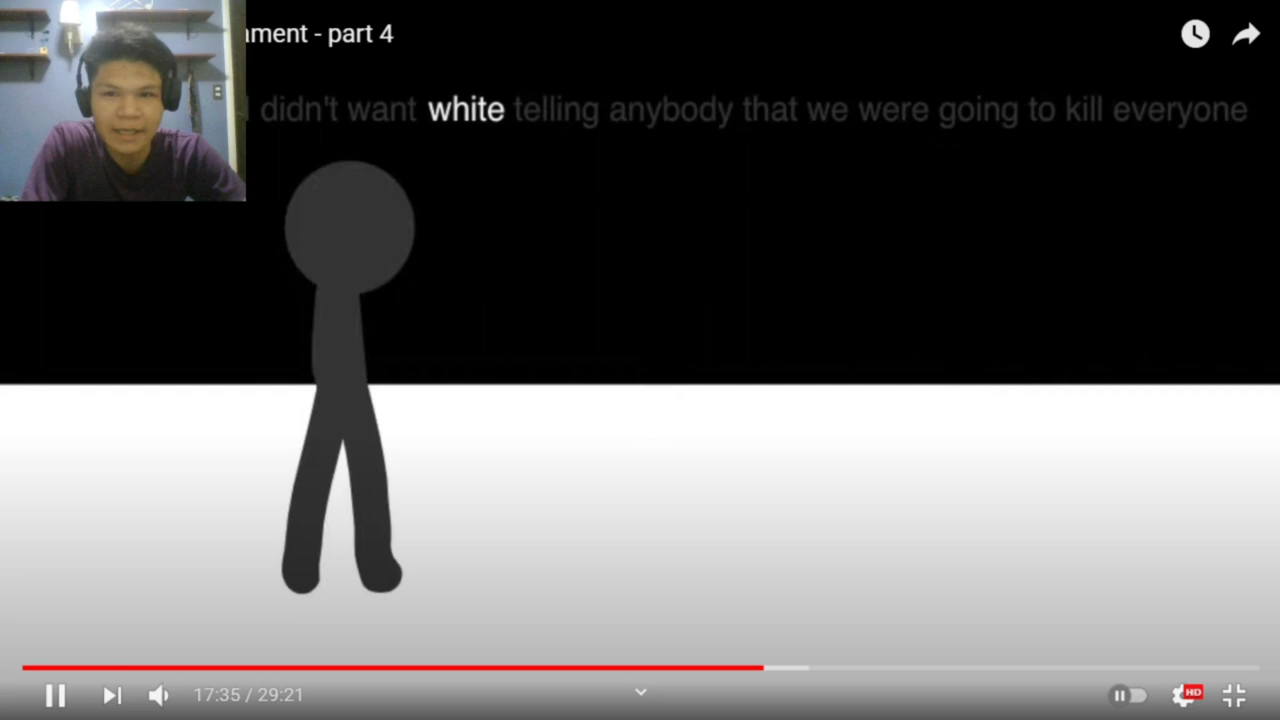 ament - part 4
didn't want white telling anybody that we were going to kill everyone
17:35 / 29:21
HD